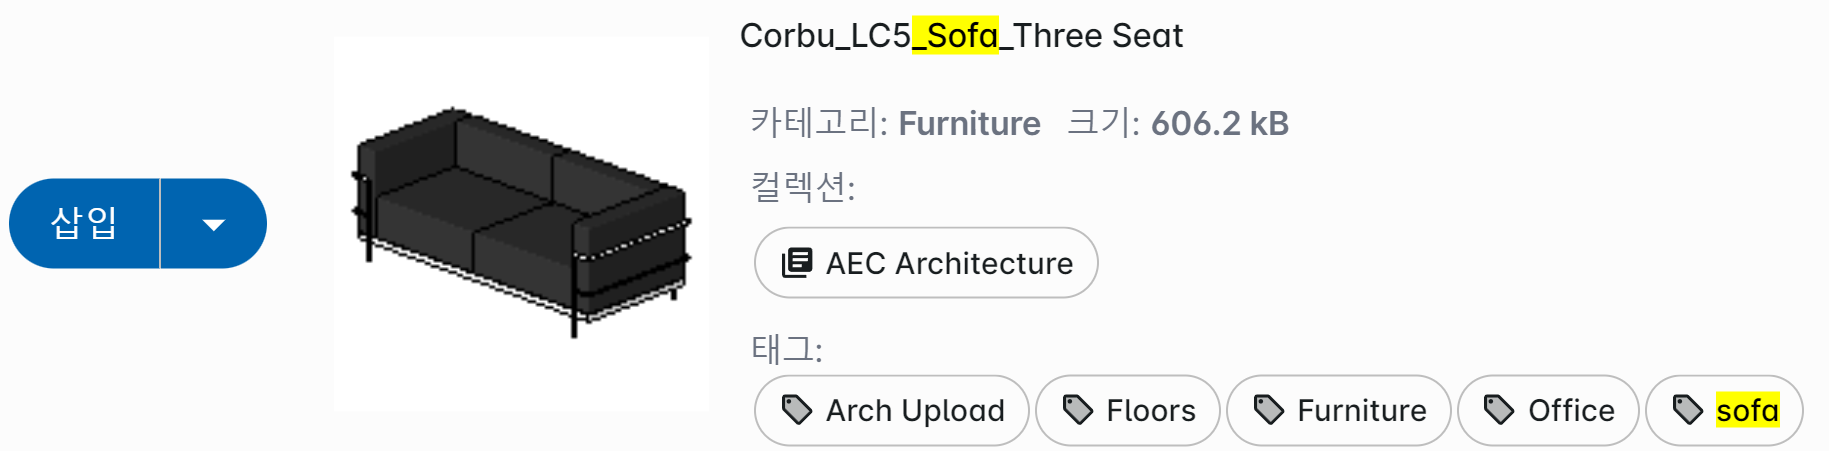 Corbu_LC5_Sofa_Three Seat
카테고리: Furniture 크기: 606.2 kB
컬렉션:
삽입
AEC Architecture
태그:
Arch Upload Floors Furniture Office sofa